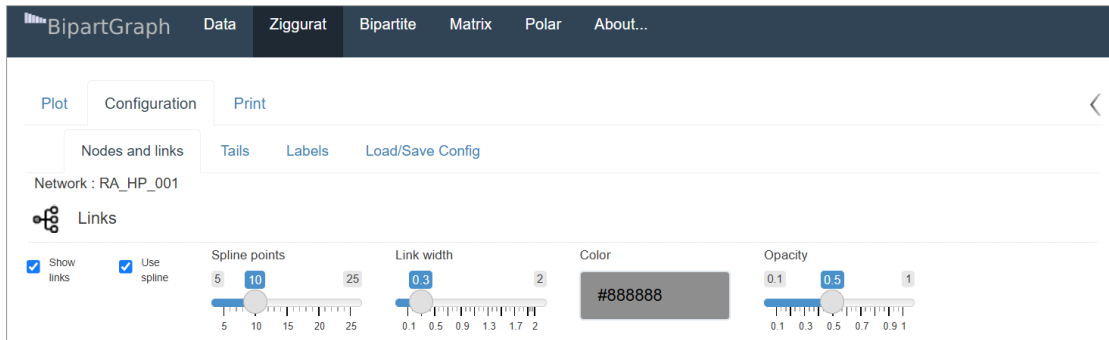 BipartGraph Data Ziggurat Bipartite Matrix Polar About...
Plot Configuration Print
Nodes and links Tails Labels Load/Save Config
Network : RA_HP_001
Links
Show links
Use spline
Spline points
5 10 25
5 10 15 20 25
Link width
0.3 2
0.1 0.5 0.9 1.3 1.7 2
Color
#888888
Opacity
0.1 0.5 1
0.1 0.3 0.5 0.7 0.9 1